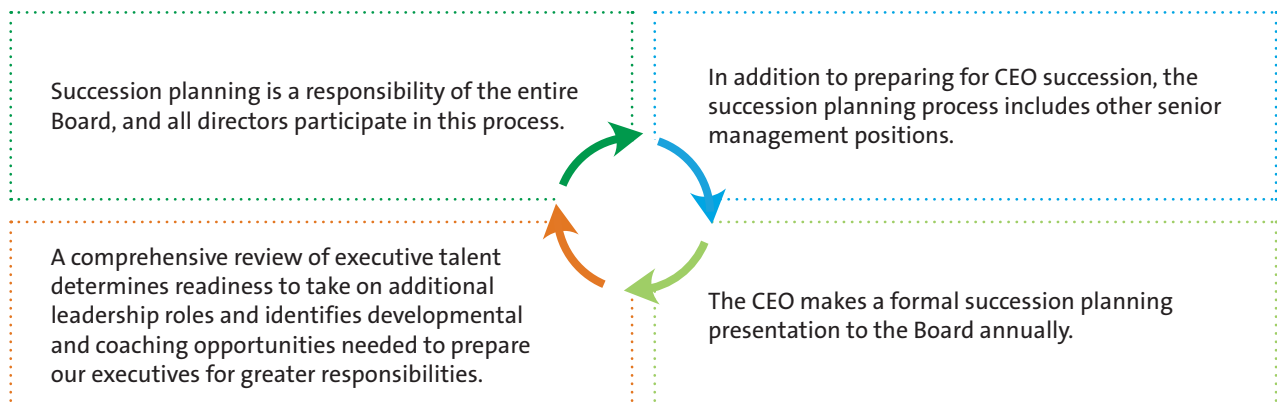 Succession planning is a responsibility of the entire
Board, and all directors participate in this process.
In addition to preparing for CEO succession, the
succession planning process includes other senior
management positions.
A comprehensive review of executive talent
determines readiness to take on additional
leadership roles and identifies developmental
and coaching opportunities needed to prepare
our executives for greater responsibilities.
The CEO makes a formal succession planning
presentation to the Board annually.